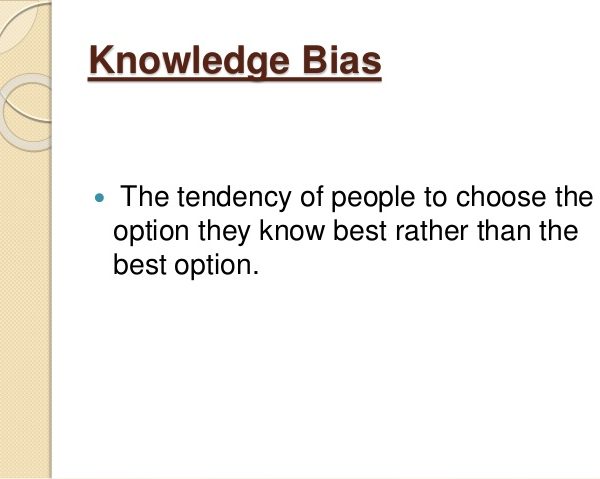 Knowledge Bias
• The tendency of people to choose the
option they know best rather than the
best option.